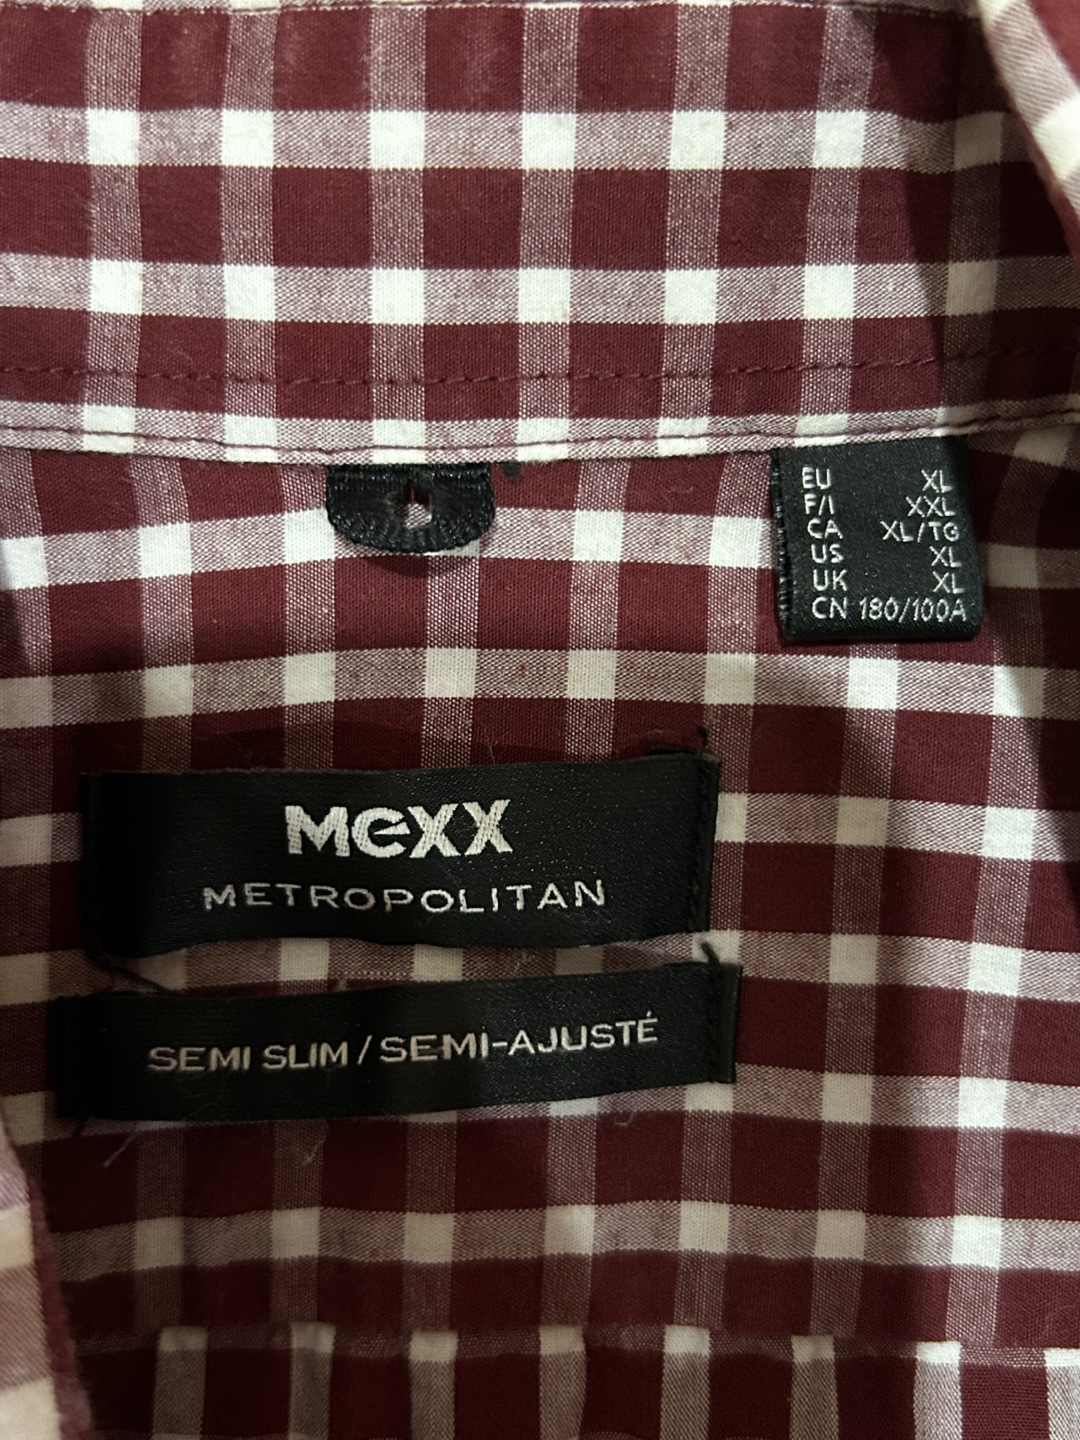 EU XL
F/I XXL
CA XL/TG
US XL
UK XL
CN 180/100A
Mexx
METROPOLITAN
SEMI SLIM / SEMI-AJUSTÉ